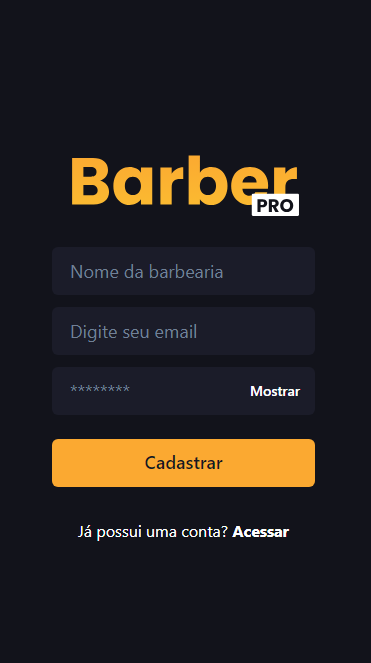 Barber
PRO
Nome da barbearia
Digite seu email
******** Mostrar
Cadastrar
Já possui uma conta? Acessar